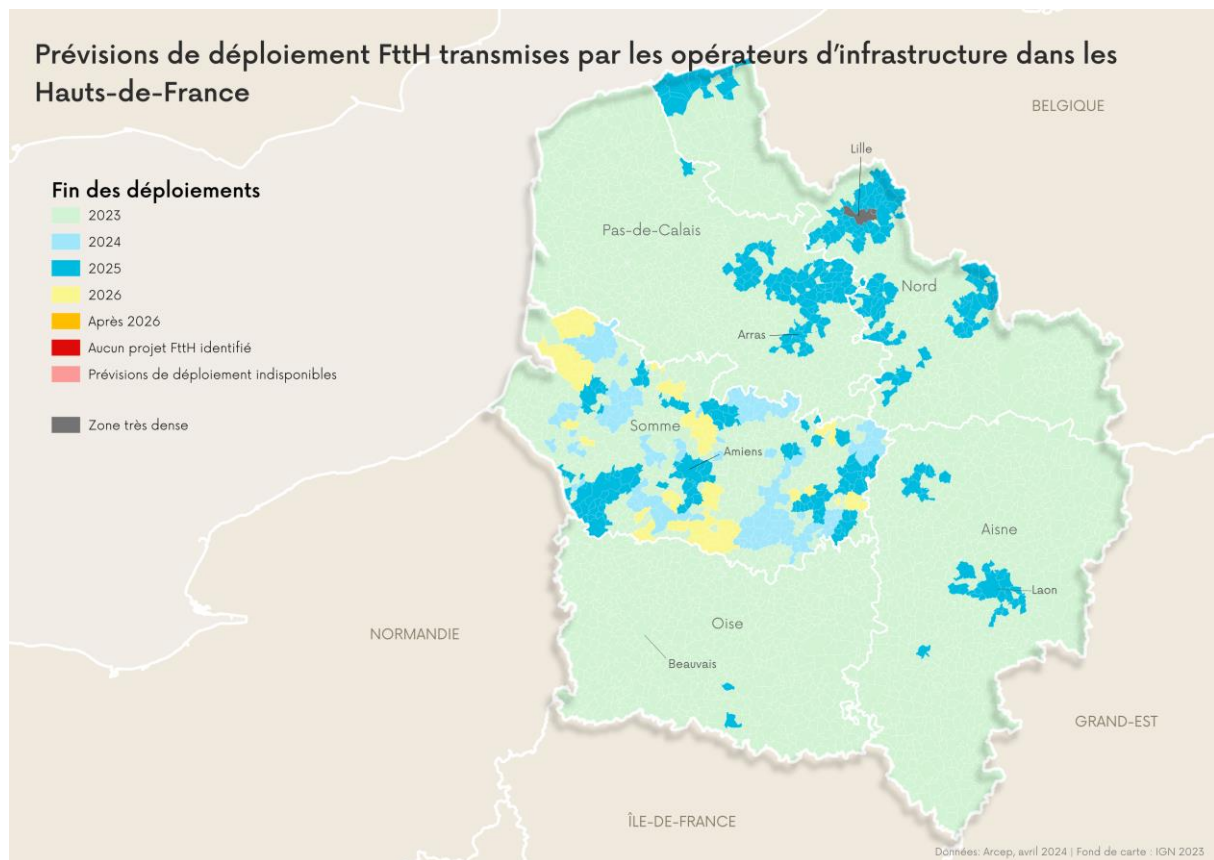 Prévisions de déploiement FttH transmises par les opérateurs d'infrastructure dans les
Hauts-de-France
BELGIQUE
Lille
Fin des déploiements
2023
2024
2025
2026
Après 2026
Aucun projet FttH identifié
Prévisions de déploiement indisponibles
Zone très dense
Pas-de-Calais
Nord
Arras
Somme
Amiens
Aisne
Laon
Oise
Beauvais
NORMANDIE
GRAND-EST
ÎLE-DE-FRANCE
Données: Arcep, avril 2024 | Fond de carte : IGN 2023